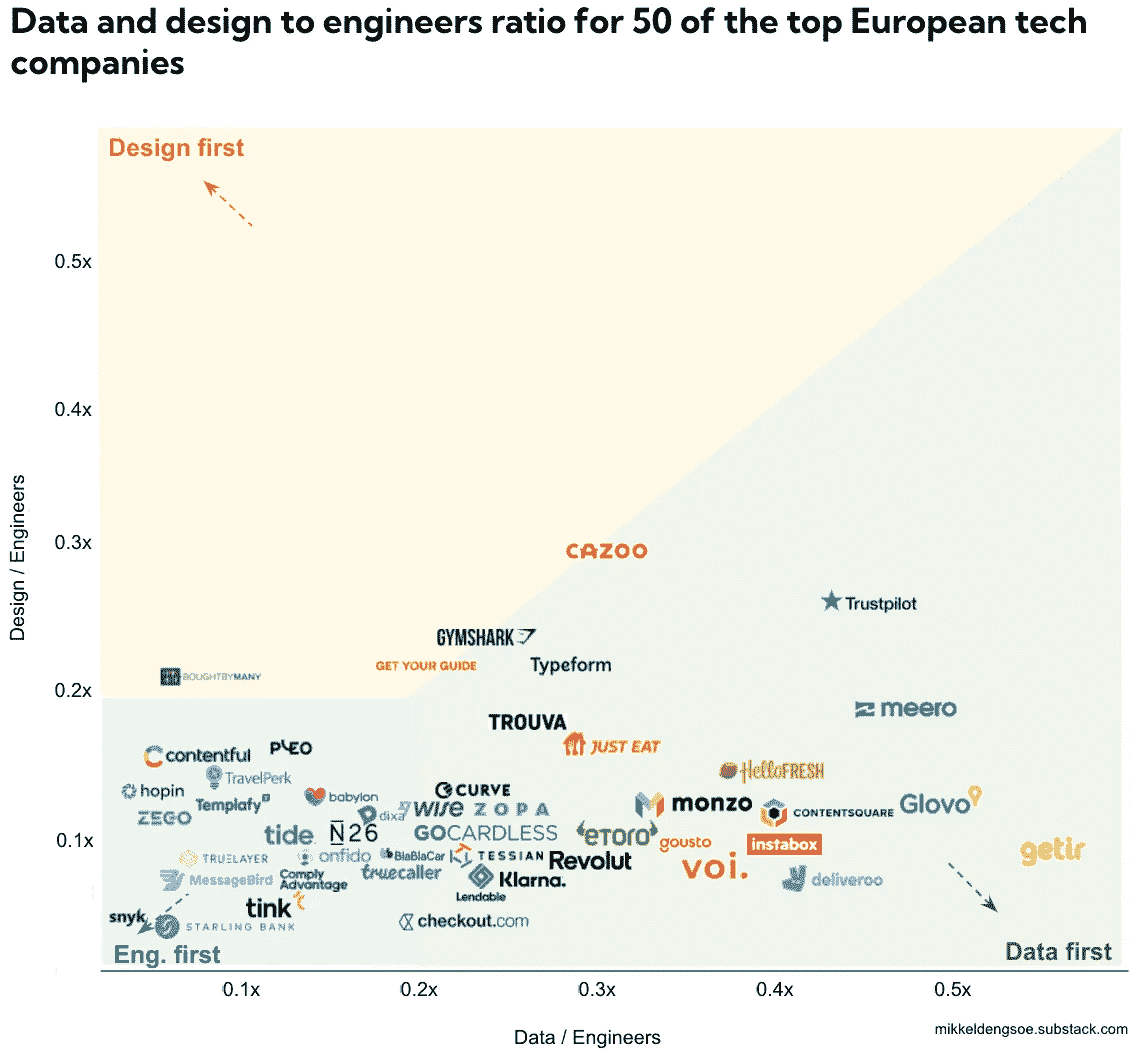 Data and design to engineers ratio for 50 of the top European tech
companies
Design first
0.5x
0.4x
Design / Engineers
0.3x
CAZOO
Trustpilot
GYMSHARK
GET YOUR GUIDE
Typeform
BOUGHTBYMANY
0.2x
meero
TROUVA
JUST EAT
contentful
PLEO
TravelPerk
HelloFRESH
hopin
Templafy
babylon
CURVE
ZEGO
dixa
WISE
ZOPA
monzo
CONTENTSQUARE
Glovo
tide
N26
GOCARDLESS
eToro
gousto
instabox
0.1x
getir
TRUELAYER
onfido
BlaBlaCar
TESSIAN
Revolut
voi.
MessageBird
Comply
Advantage
truecaller
Klarna.
deliveroo
Lendable
tink
snyk
STARLING BANK
checkout.com
Eng. first
Data first
0.1x
0.2x
0.3x
0.4x
0.5x
Data / Engineers
mikkeldengsoe.substack.com